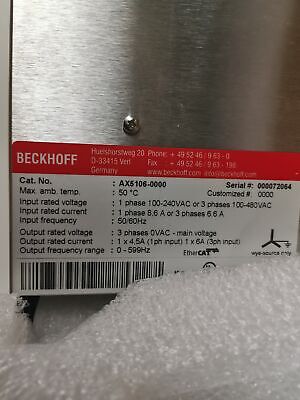 BECKHOFF
Huelshorstweg 20 Phone: + 49 52 46 / 9 63 - 0
D-33415 Verl Fax : + 49 52 46 / 9 63 - 198
Germany www.beckhoff.com / info@beckhoff.com
Cat. No. : AX5106-0000 Serial #: 000072064
Max. amb. temp. : 50 °C Customized #: 0000
Input rated voltage : 1 phase 100-240VAC or 3 phases 100-480VAC
Input rated current : 1 phase 8,6 A or 3 phases 6,6 A
Input frequency : 50/60Hz
Output rated voltage : 3 phases 0VAC - main voltage
Output rated current : 1 x 4,5A (1ph input) 1 x 6A (3ph input)
Output frequency range : 0 - 599Hz
EtherCAT
wye-source only